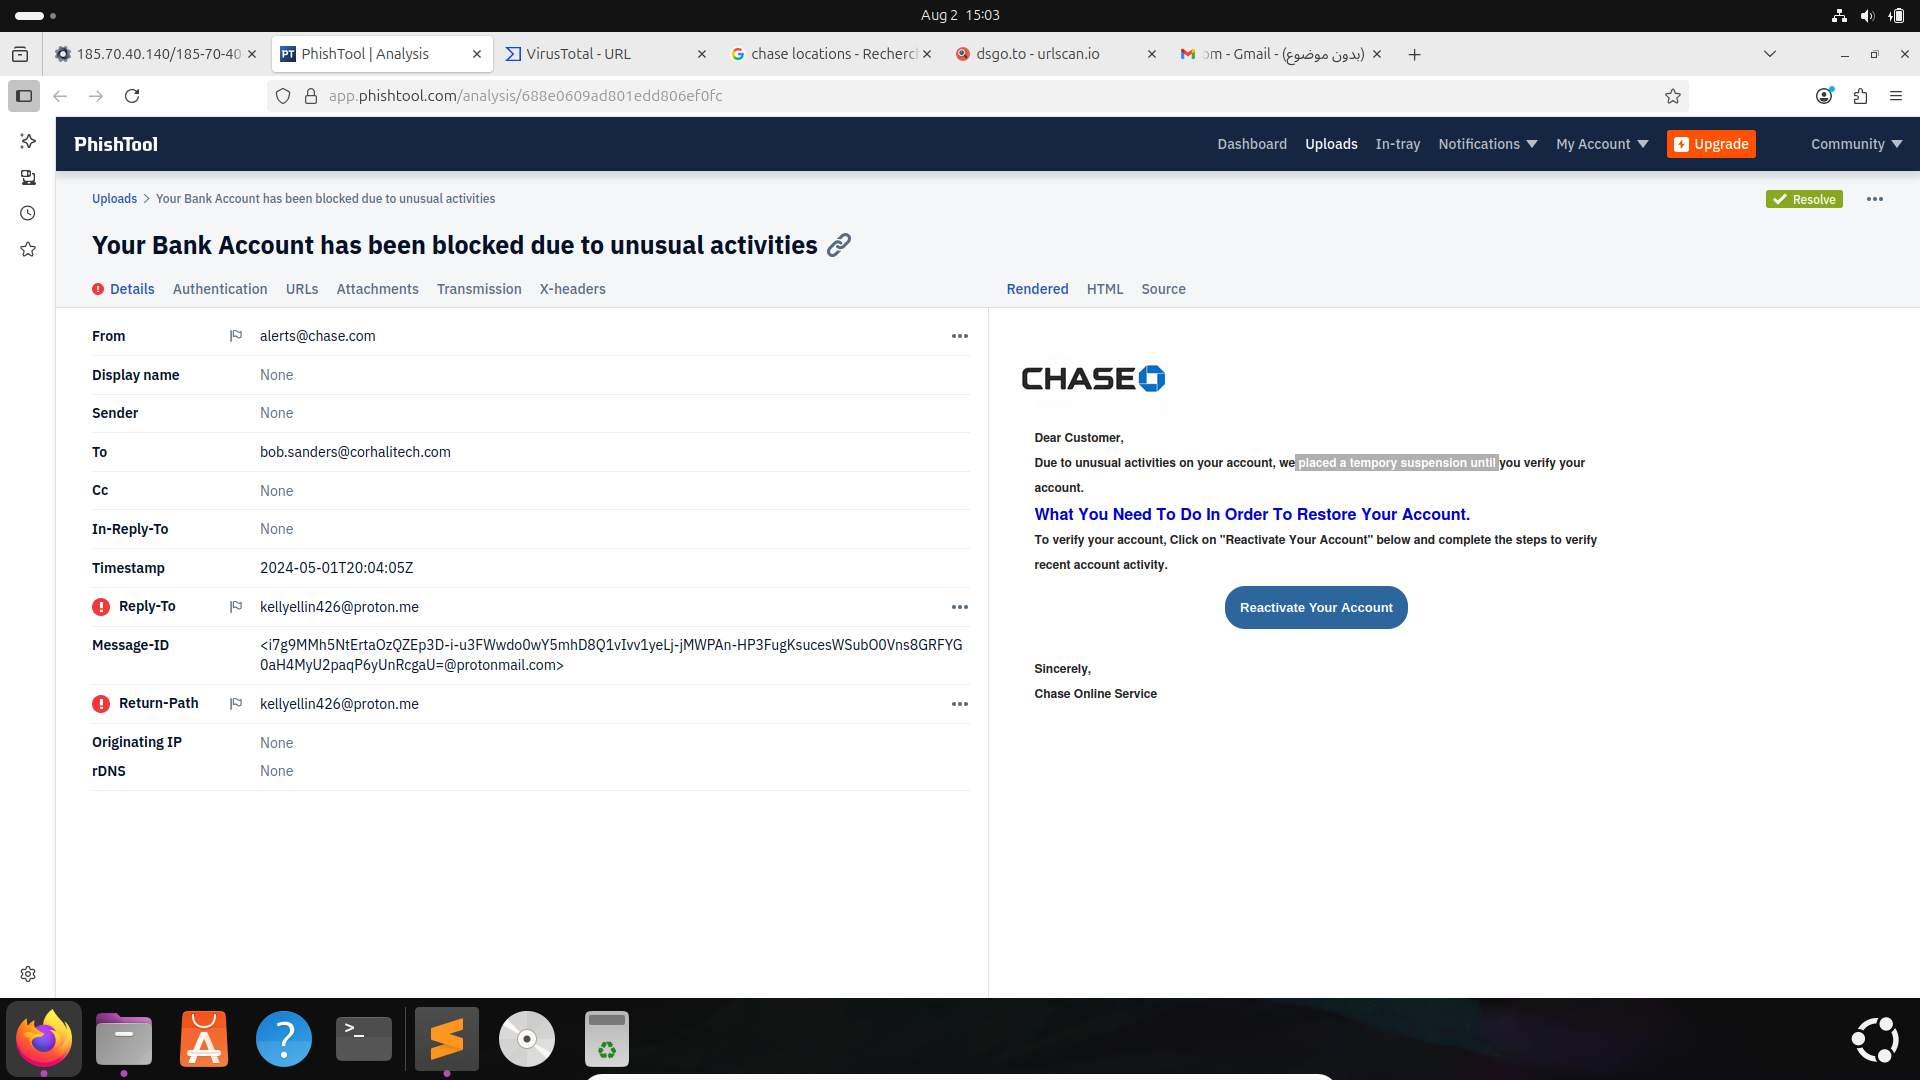 Aug 2 15:03
185.70.40.140/185-70-40
PhishTool | Analysis
VirusTotal - URL
chase locations - Recherc
dsgo.to - urlscan.io
om - Gmail - (بدون موضوع)
app.phishtool.com/analysis/688e0609ad801edd806ef0fc
PhishTool
Dashboard
Uploads
In-tray
Notifications
My Account
Upgrade
Community
Uploads > Your Bank Account has been blocked due to unusual activities
Resolve
Your Bank Account has been blocked due to unusual activities
Details
Authentication
URLs
Attachments
Transmission
X-headers
Rendered
HTML
Source
From alerts@chase.com
Display name None
Sender None
To bob.sanders@corhalitech.com
Cc None
In-Reply-To None
Timestamp 2024-05-01T20:04:05Z
Reply-To kellyellin426@proton.me
Message-ID <i7g9MMh5NtErtaOzQZEp3D-i-u3FWwdo0wY5mhD8Q1vIvv1yeLj-jMWPAn-HP3FugKsucesWSubO0Vns8GRFYG
0aH4MyU2paqP6yUnRcgaU=@protonmail.com>
Return-Path kellyellin426@proton.me
Originating IP None
rDNS None
CHASE
Dear Customer,
Due to unusual activities on your account, we placed a tempory suspension until you verify your
account.
What You Need To Do In Order To Restore Your Account.
To verify your account, Click on "Reactivate Your Account" below and complete the steps to verify
recent account activity.
Reactivate Your Account
Sincerely,
Chase Online Service